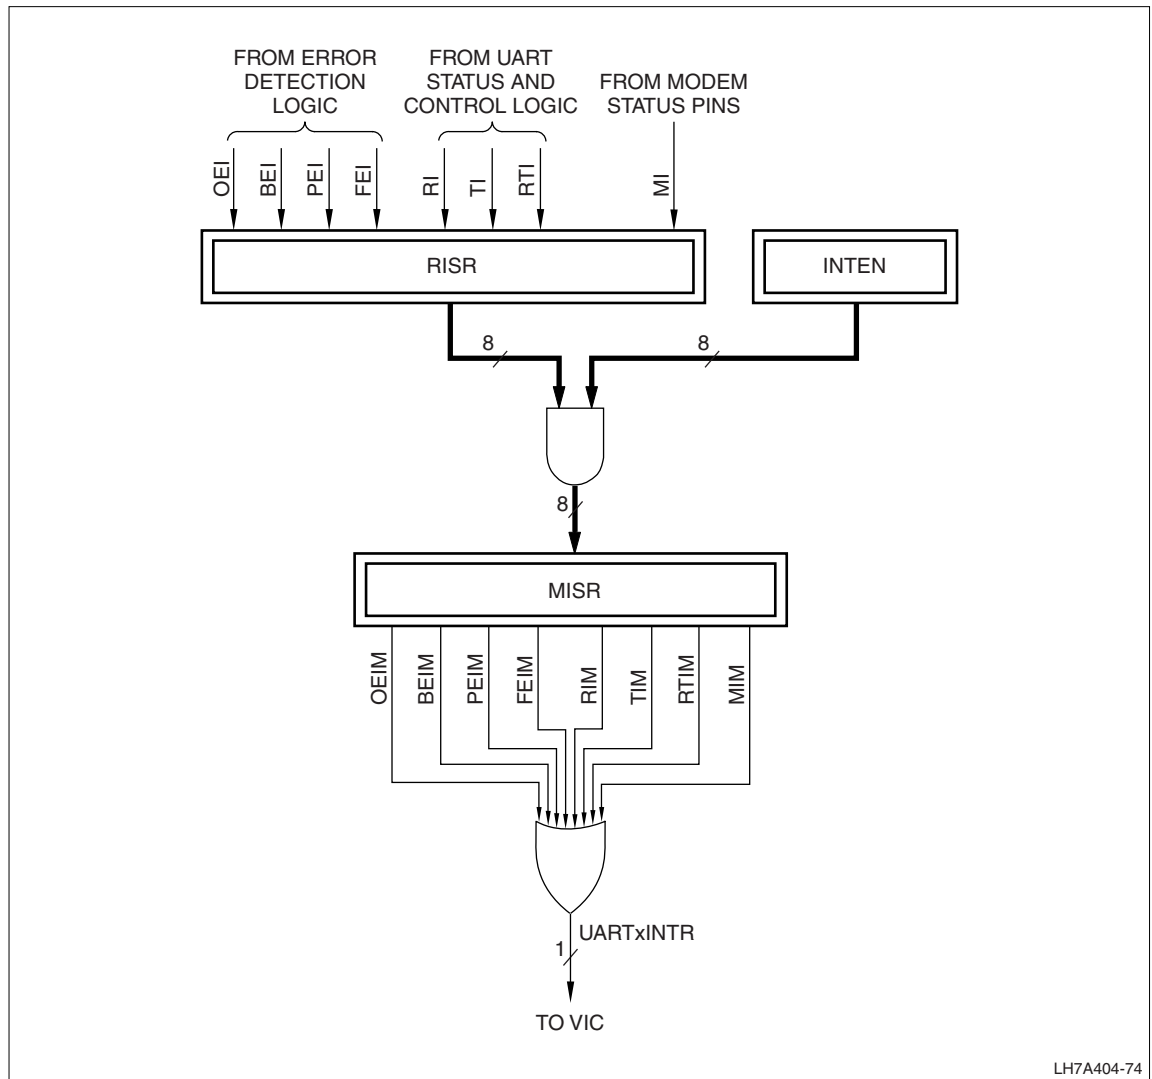 FROM ERROR
DETECTION
LOGIC
FROM UART
STATUS AND
CONTROL LOGIC
FROM MODEM
STATUS PINS
OEI
BEI
PEI
FEI
RI
TI
RTI
MI
RISR
INTEN
8
8
8
MISR
OEIM
BEIM
PEIM
FEIM
RIM
TIM
RTIM
MIM
UARTxINTR
1
TO VIC
LH7A404-74